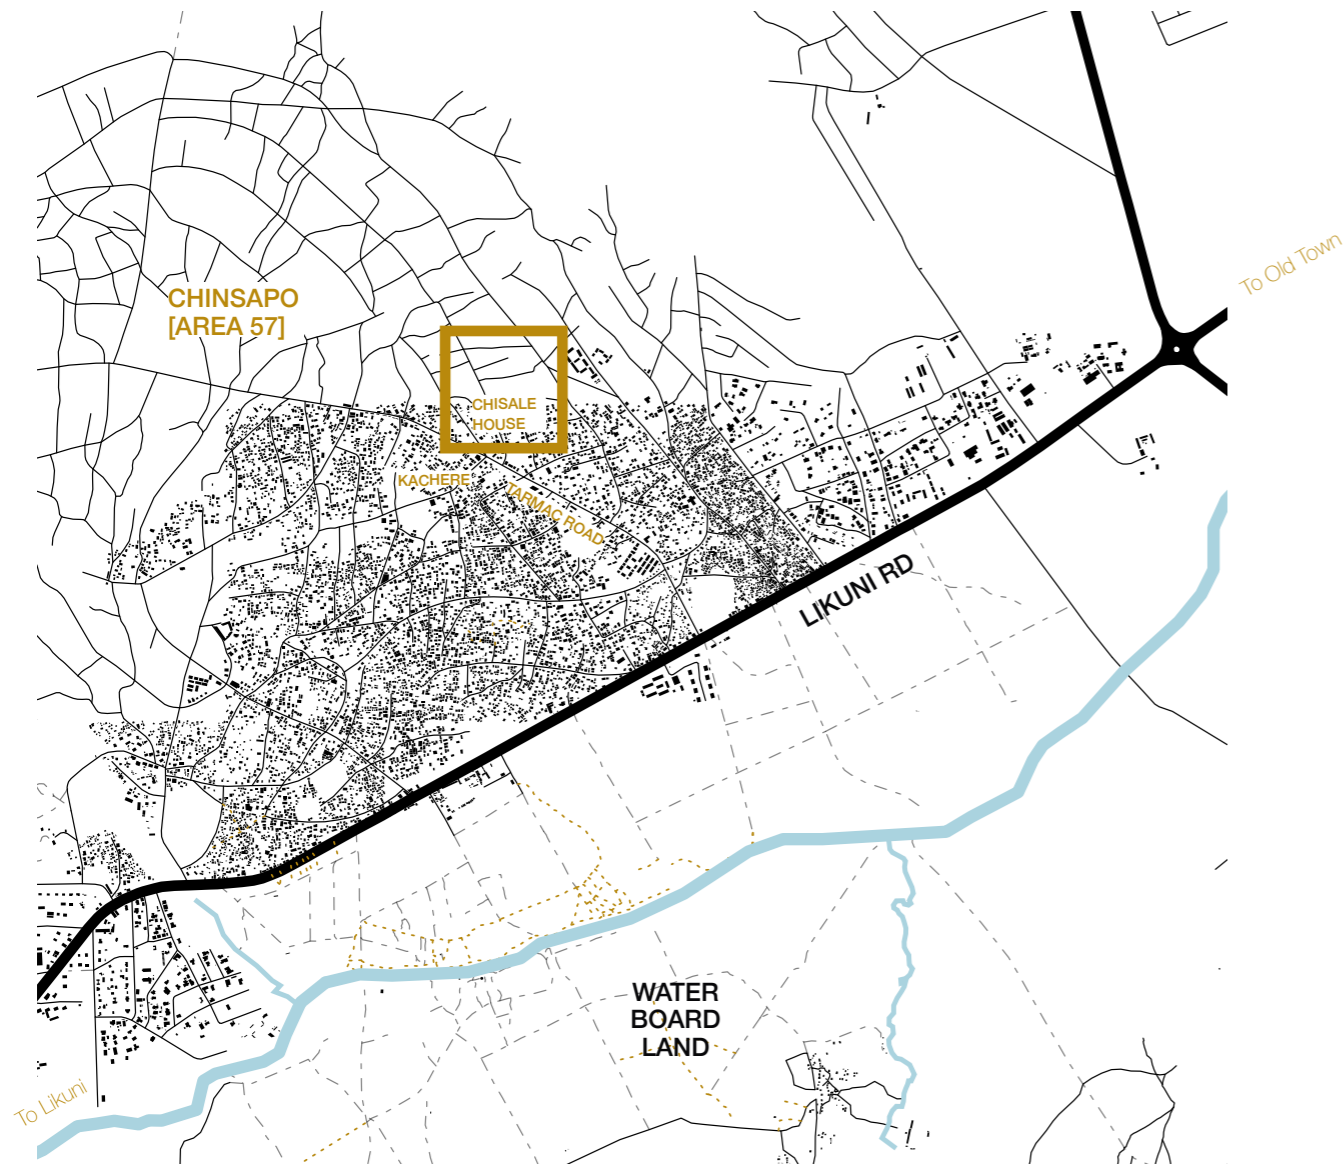 To Old Town
CHINSAPO
[AREA 57]
CHISALE
HOUSE
KACHERE
TARMAC ROAD
LIKUNI RD
WATER
BOARD
LAND
To Likuni